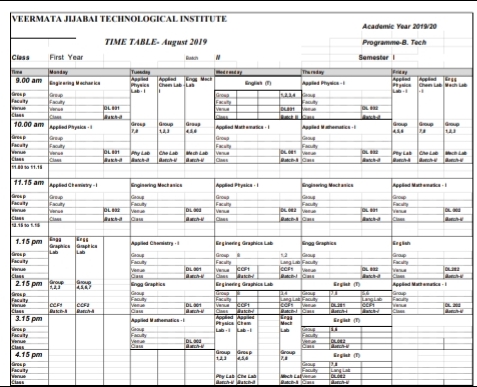 VEERMATA JIJABAI TECHNOLOGICAL INSTITUTE
Academic Year 2019/20
TIME TABLE- August 2019
Programme-B. Tech
Class First Year Batch II Semester I
Time Monday Tuesday Wednesday Thursday Friday
9.00 am Enginering Mechanics Applied Physics Lab - I Applied Chem Lab - I Engg Mech Lab English (T) Applied Physics - I Applied Physics Lab - I Applied Chem Lab - I Engg Mech Lab
Group Group Group 1,2,3,4 Group
Faculty Faculty Faculty Faculty
Venue Venue DL 001 Venue DL001 Venue DL 002
Class Class Batch-II Class Batch II Class Batch-II
10.00 am Applied Physics - I Group 7,8 Group 1,2,3 Group 4,5,6 Applied Mathematics - I Applied Mathematics - I Group 4,5,6 Group 7,8 Group 1,2,3
Group Group Group Group
Faculty Faculty Faculty Faculty
Venue Venue DL 001 Phy Lab Che Lab Mech Lab Venue DL 001 Venue DL 002 Phy Lab Che Lab Mech Lab
Class Class Batch-II Batch-II Batch-II Batch-II Class Batch-II Class Batch-II Batch-II Batch-II Batch-II
11.00 to 11.15
11.15 am Applied Chemistry - I Enginering Mechanics Applied Physics - I Enginering Mechanics Applied Mathematics - I
Group Group Group Group Group Group
Faculty Faculty Faculty Faculty Faculty Faculty
Venue Venue DL 002 Venue DL 002 Venue DL 002 Venue DL 001 Venue DL 002
Class Class Batch-II Class Batch-II Class Batch-II Class Batch-II Class Batch-II
12.15 to 1.15
1.15 pm Engg Graphics Lab Engg Graphics Lab Applied Chemistry - I Enginering Graphics Lab Engg Graphics English
Group Group Group 8 1,2 Group Group
Faculty Faculty Faculty Lang Lab Faculty Faculty
Venue Venue DL 001 Venue CCF1 CCF1 Venue DL 002 Venue DL202
Class Class Batch-II Class Batch-I Batch-I Class Batch-II Class Batch-II
2.15 pm Group 1,2,3 Group 4,5,6,7 Engg Graphics Enginering Graphics Lab English (T) Applied Mathematics - I
Group Group Group 8 3,4 Group 7,8 5,6 Group
Faculty Faculty Faculty Lang Lab Faculty Lang Lab Faculty
Venue CCF1 CCF2 Venue DL 001 Venue CCF1 CCF1 Venue DL201 CCF1 Venue DL 202
Class Batch-II Batch-II Class Batch-II Class Batch-I Batch-I Class Batch-II Batch-I Class Batch-II
3.15 pm Applied Mathematics - I Applied Physics Lab - I Applied Chem Lab - I Engg Mech Lab English (T)
Group Group Group 5,6
Faculty Faculty Faculty
Venue Venue DL 002 Venue DL002
Class Class Batch-II Class Batch-II
4.15 pm Group 1,2,3 Group 4,5,6 Group 7,8 English (T)
Group Group 7,8
Faculty Faculty Lang Lab
Venue Phy Lab Che Lab Mech Lab Venue DL002
Class Batch-II Batch-II Batch-II Class Batch-II